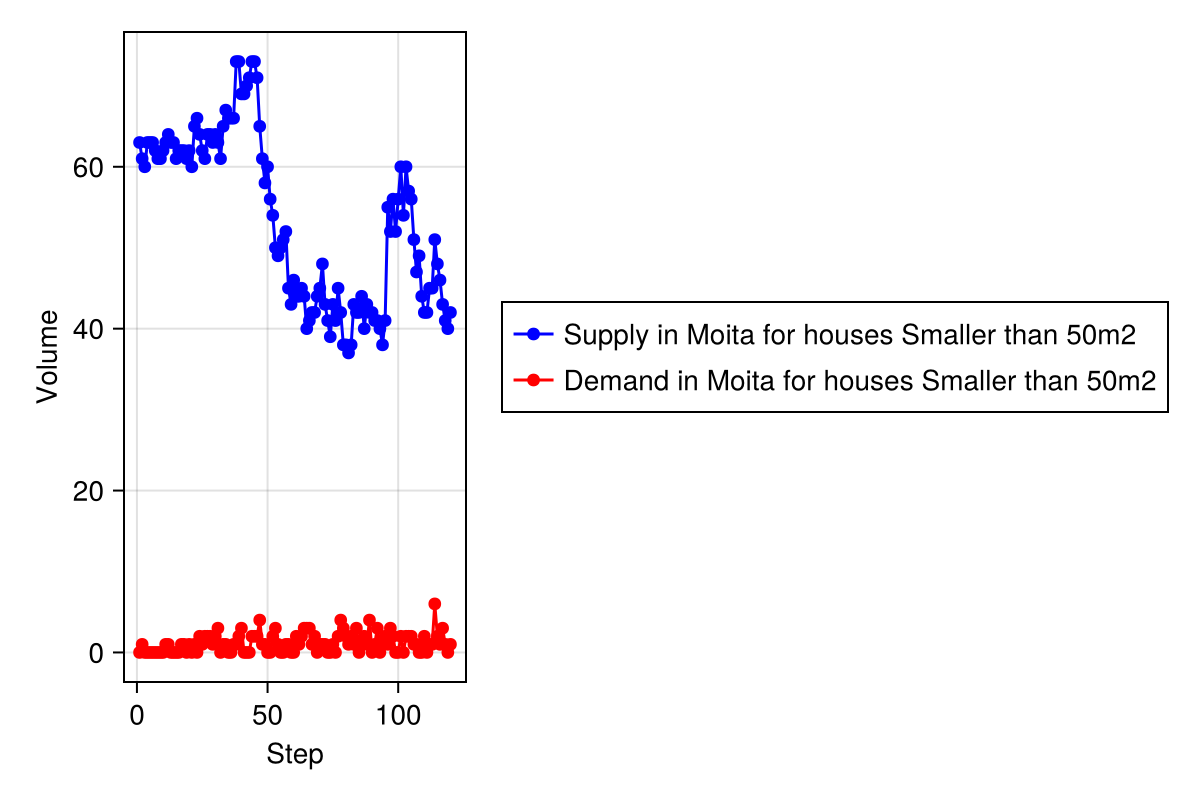 60
40
20
0
Volume
0 50 100
Step
Supply in Moita for houses Smaller than 50m2
Demand in Moita for houses Smaller than 50m2